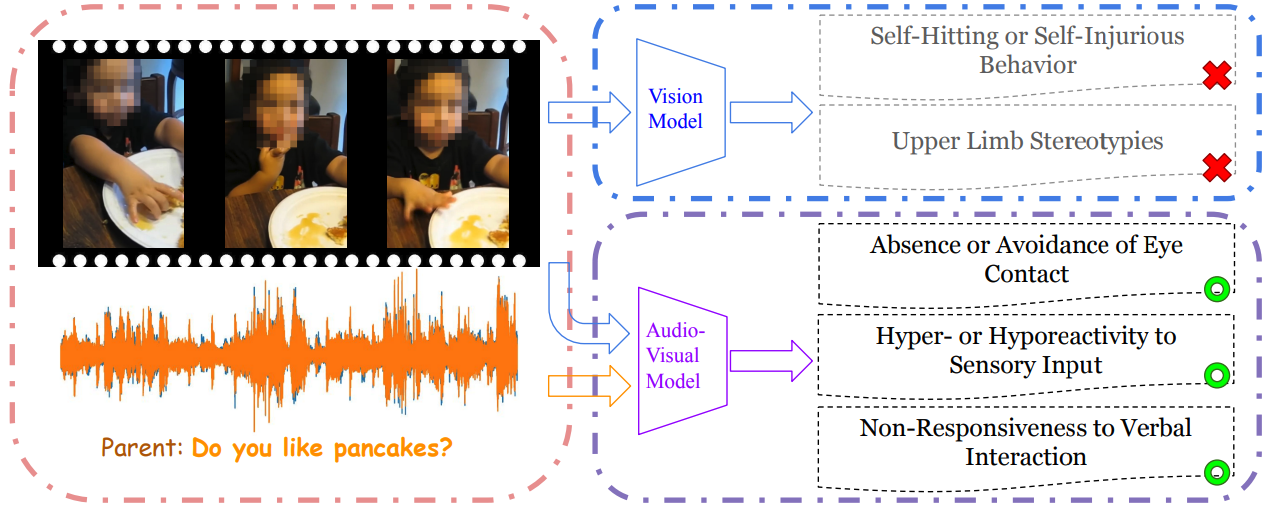 Self-Hitting or Self-Injurious
Behavior
Vision
Model
Upper Limb Stereotypies
Absence or Avoidance of Eye
Contact
Audio-
Visual
Model
Hyper- or Hyporeactivity to
Sensory Input
Non-Responsiveness to Verbal
Interaction
Parent: Do you like pancakes?